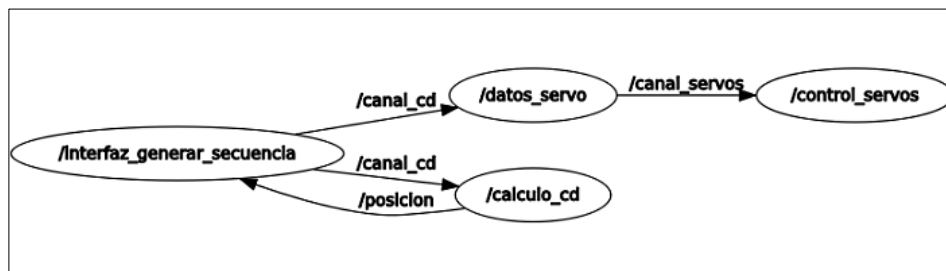 /canal_cd
/datos_servo
/canal_servos
/control_servos
/interfaz_generar_secuencia
/canal_cd
/posicion
/calculo_cd